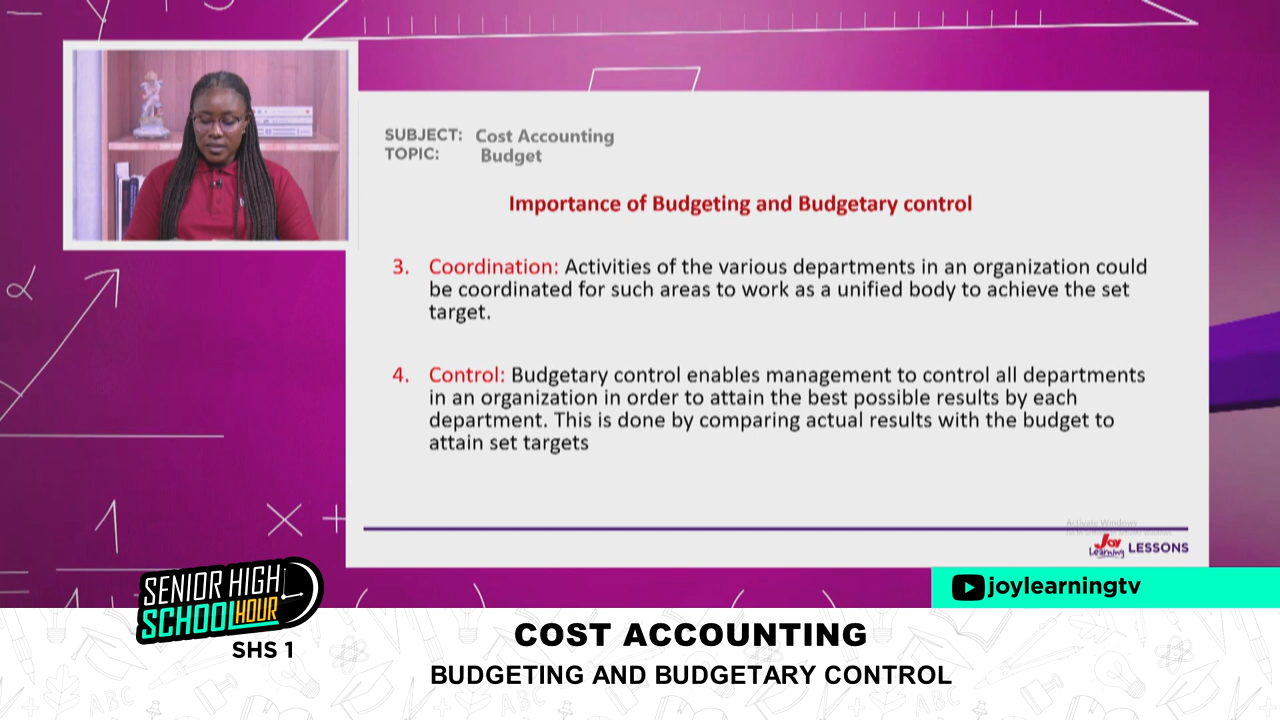 SUBJECT: Cost Accounting
TOPIC: Budget
Importance of Budgeting and Budgetary control
3. Coordination: Activities of the various departments in an organization could
be coordinated for such areas to work as a unified body to achieve the set
target.
4. Control: Budgetary control enables management to control all departments
in an organization in order to attain the best possible results by each
department. This is done by comparing actual results with the budget to
attain set targets
Activate Windows
Joy
Learning
LESSONS
joylearningtv
SENIOR HIGH
SCHOOL HOUR
SHS 1
COST ACCOUNTING
BUDGETING AND BUDGETARY CONTROL
α
1
× +
ABC